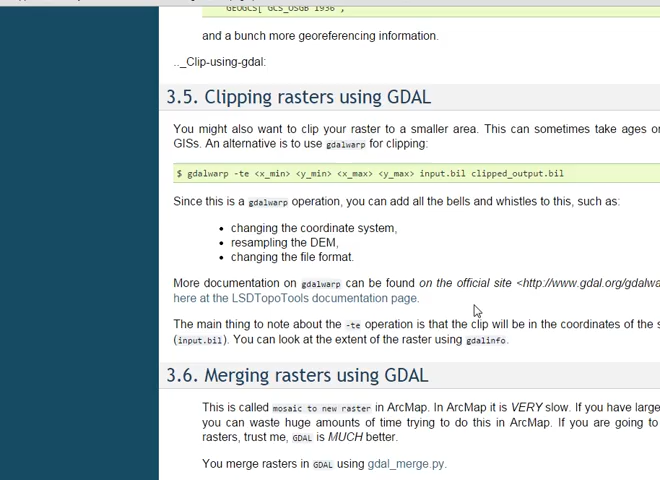 GEOGCS["GCS_OSGB 1936",
and a bunch more georeferencing information.
.._Clip-using-gdal:
3.5. Clipping rasters using GDAL
You might also want to clip your raster to a smaller area. This can sometimes take ages on
GISs. An alternative is to use gdalwarp for clipping:
$ gdalwarp -te <x_min> <y_min> <x_max> <y_max> input.bil clipped_output.bil
Since this is a gdalwarp operation, you can add all the bells and whistles to this, such as:
• changing the coordinate system,
• resampling the DEM,
• changing the file format.
More documentation on gdalwarp can be found on the official site <http://www.gdal.org/gdalwa
here at the LSDTopoTools documentation page.
The main thing to note about the -te operation is that the clip will be in the coordinates of the s
(input.bil). You can look at the extent of the raster using gdalinfo.
3.6. Merging rasters using GDAL
This is called mosaic to new raster in ArcMap. In ArcMap it is VERY slow. If you have large
you can waste huge amounts of time trying to do this in ArcMap. If you are going to
rasters, trust me, GDAL is MUCH better.
You merge rasters in GDAL using gdal_merge.py.